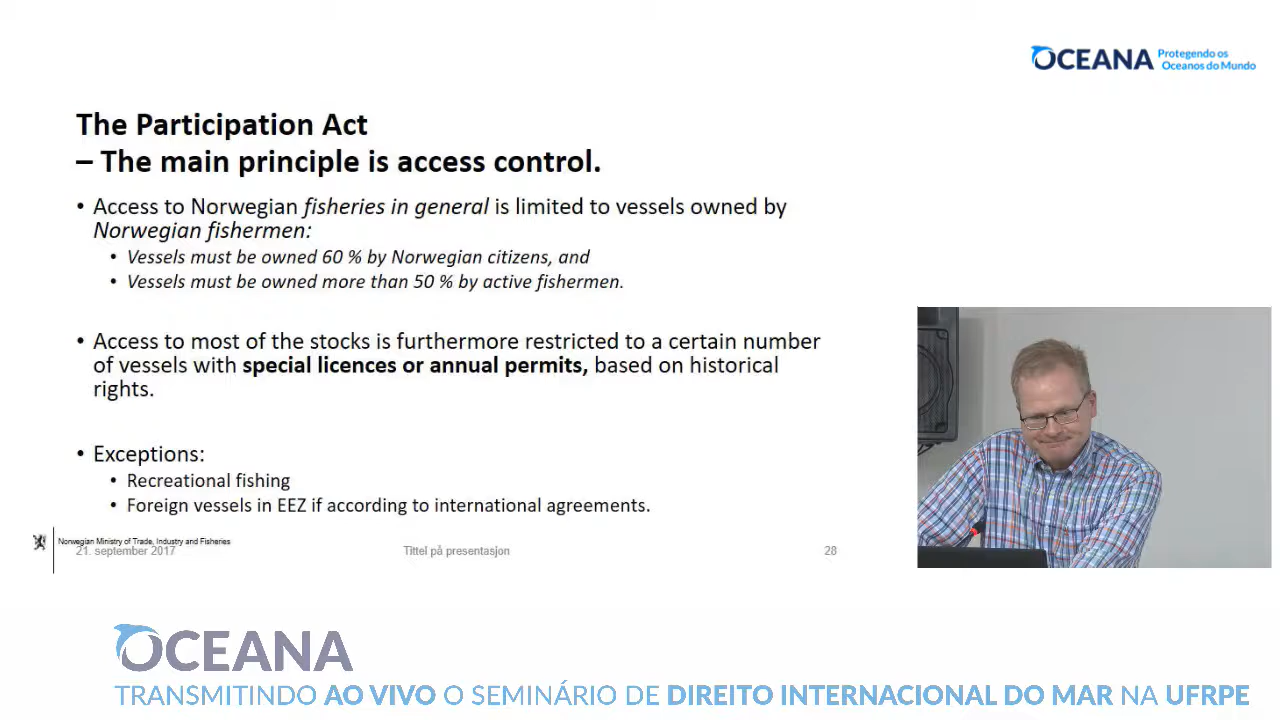 OCEANA Protegendo os
Oceanos do Mundo
The Participation Act
– The main principle is access control.
• Access to Norwegian fisheries in general is limited to vessels owned by
Norwegian fishermen:
• Vessels must be owned 60 % by Norwegian citizens, and
• Vessels must be owned more than 50 % by active fishermen.
• Access to most of the stocks is furthermore restricted to a certain number
of vessels with special licences or annual permits, based on historical
rights.
• Exceptions:
• Recreational fishing
• Foreign vessels in EEZ if according to international agreements.
Norwegian Ministry of Trade, Industry and Fisheries
21. september 2017
Tittel på presentasjon
28
OCEANA
TRANSMITINDO AO VIVO O SEMINÁRIO DE DIREITO INTERNACIONAL DO MAR NA UFRPE